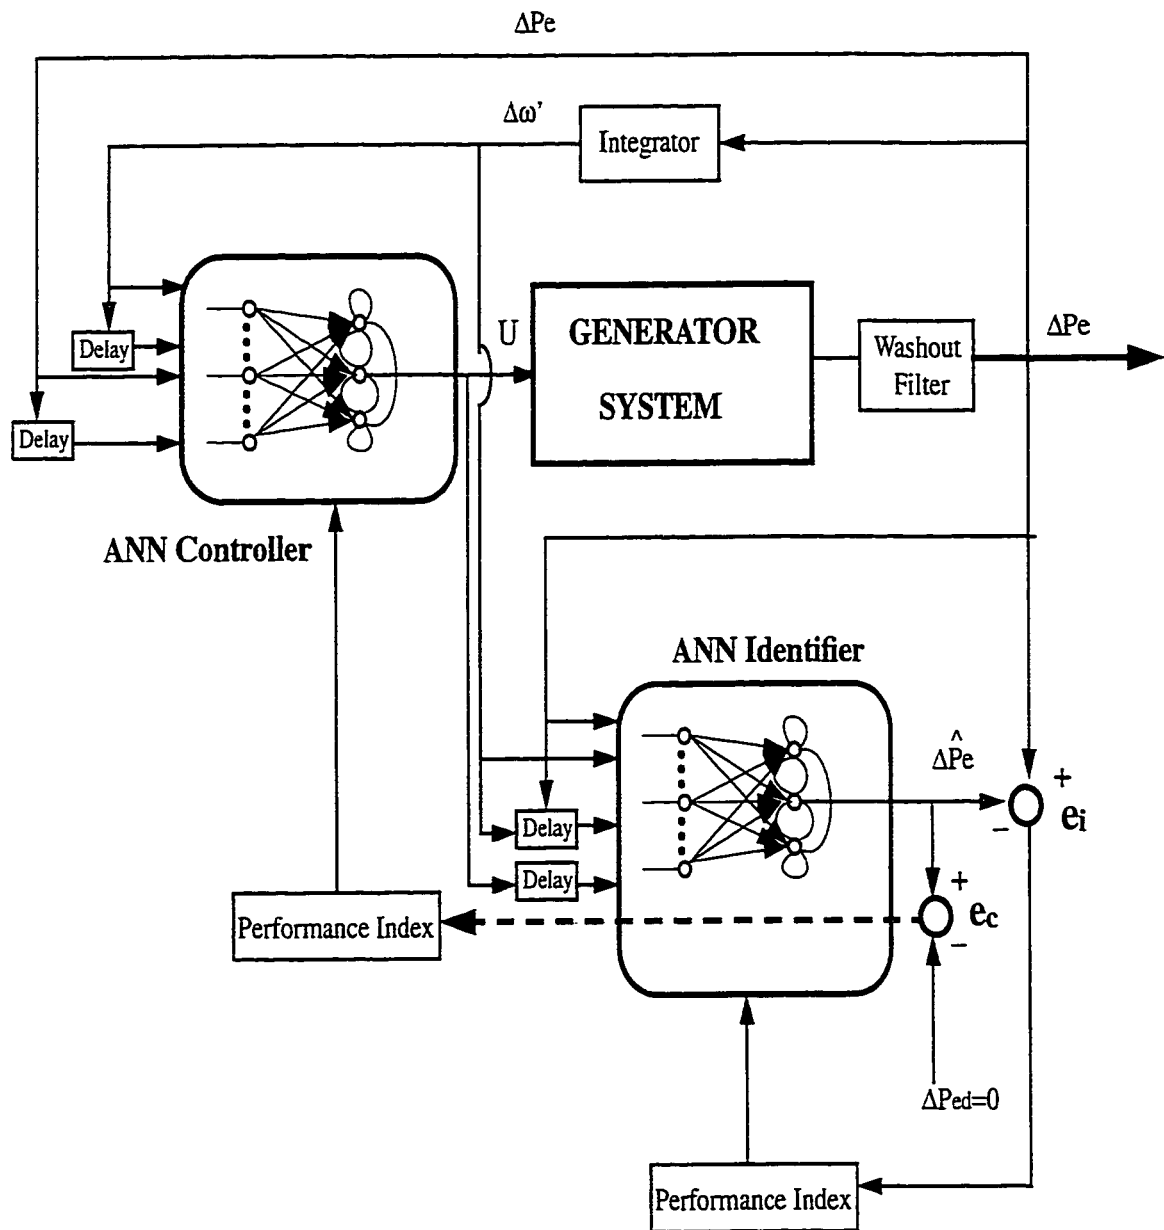 ΔPe
Δω'
Integrator
GENERATOR
SYSTEM
U
Washout
Filter
ΔPe
Delay
Delay
ANN Controller
ANN Identifier
ΔP̂e
+
−
ei
Delay
Delay
+
ec
−
Performance Index
ΔPed=0
Performance Index